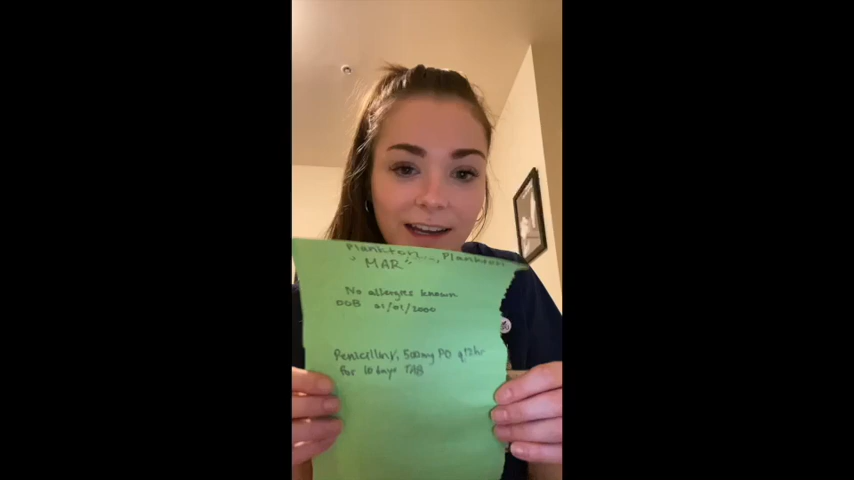 Plankton, Plankton
"MAR"
No allergies known
DOB 01/01/2000
Penicillin V, 500mg PO q12hr
for 10 days TAB